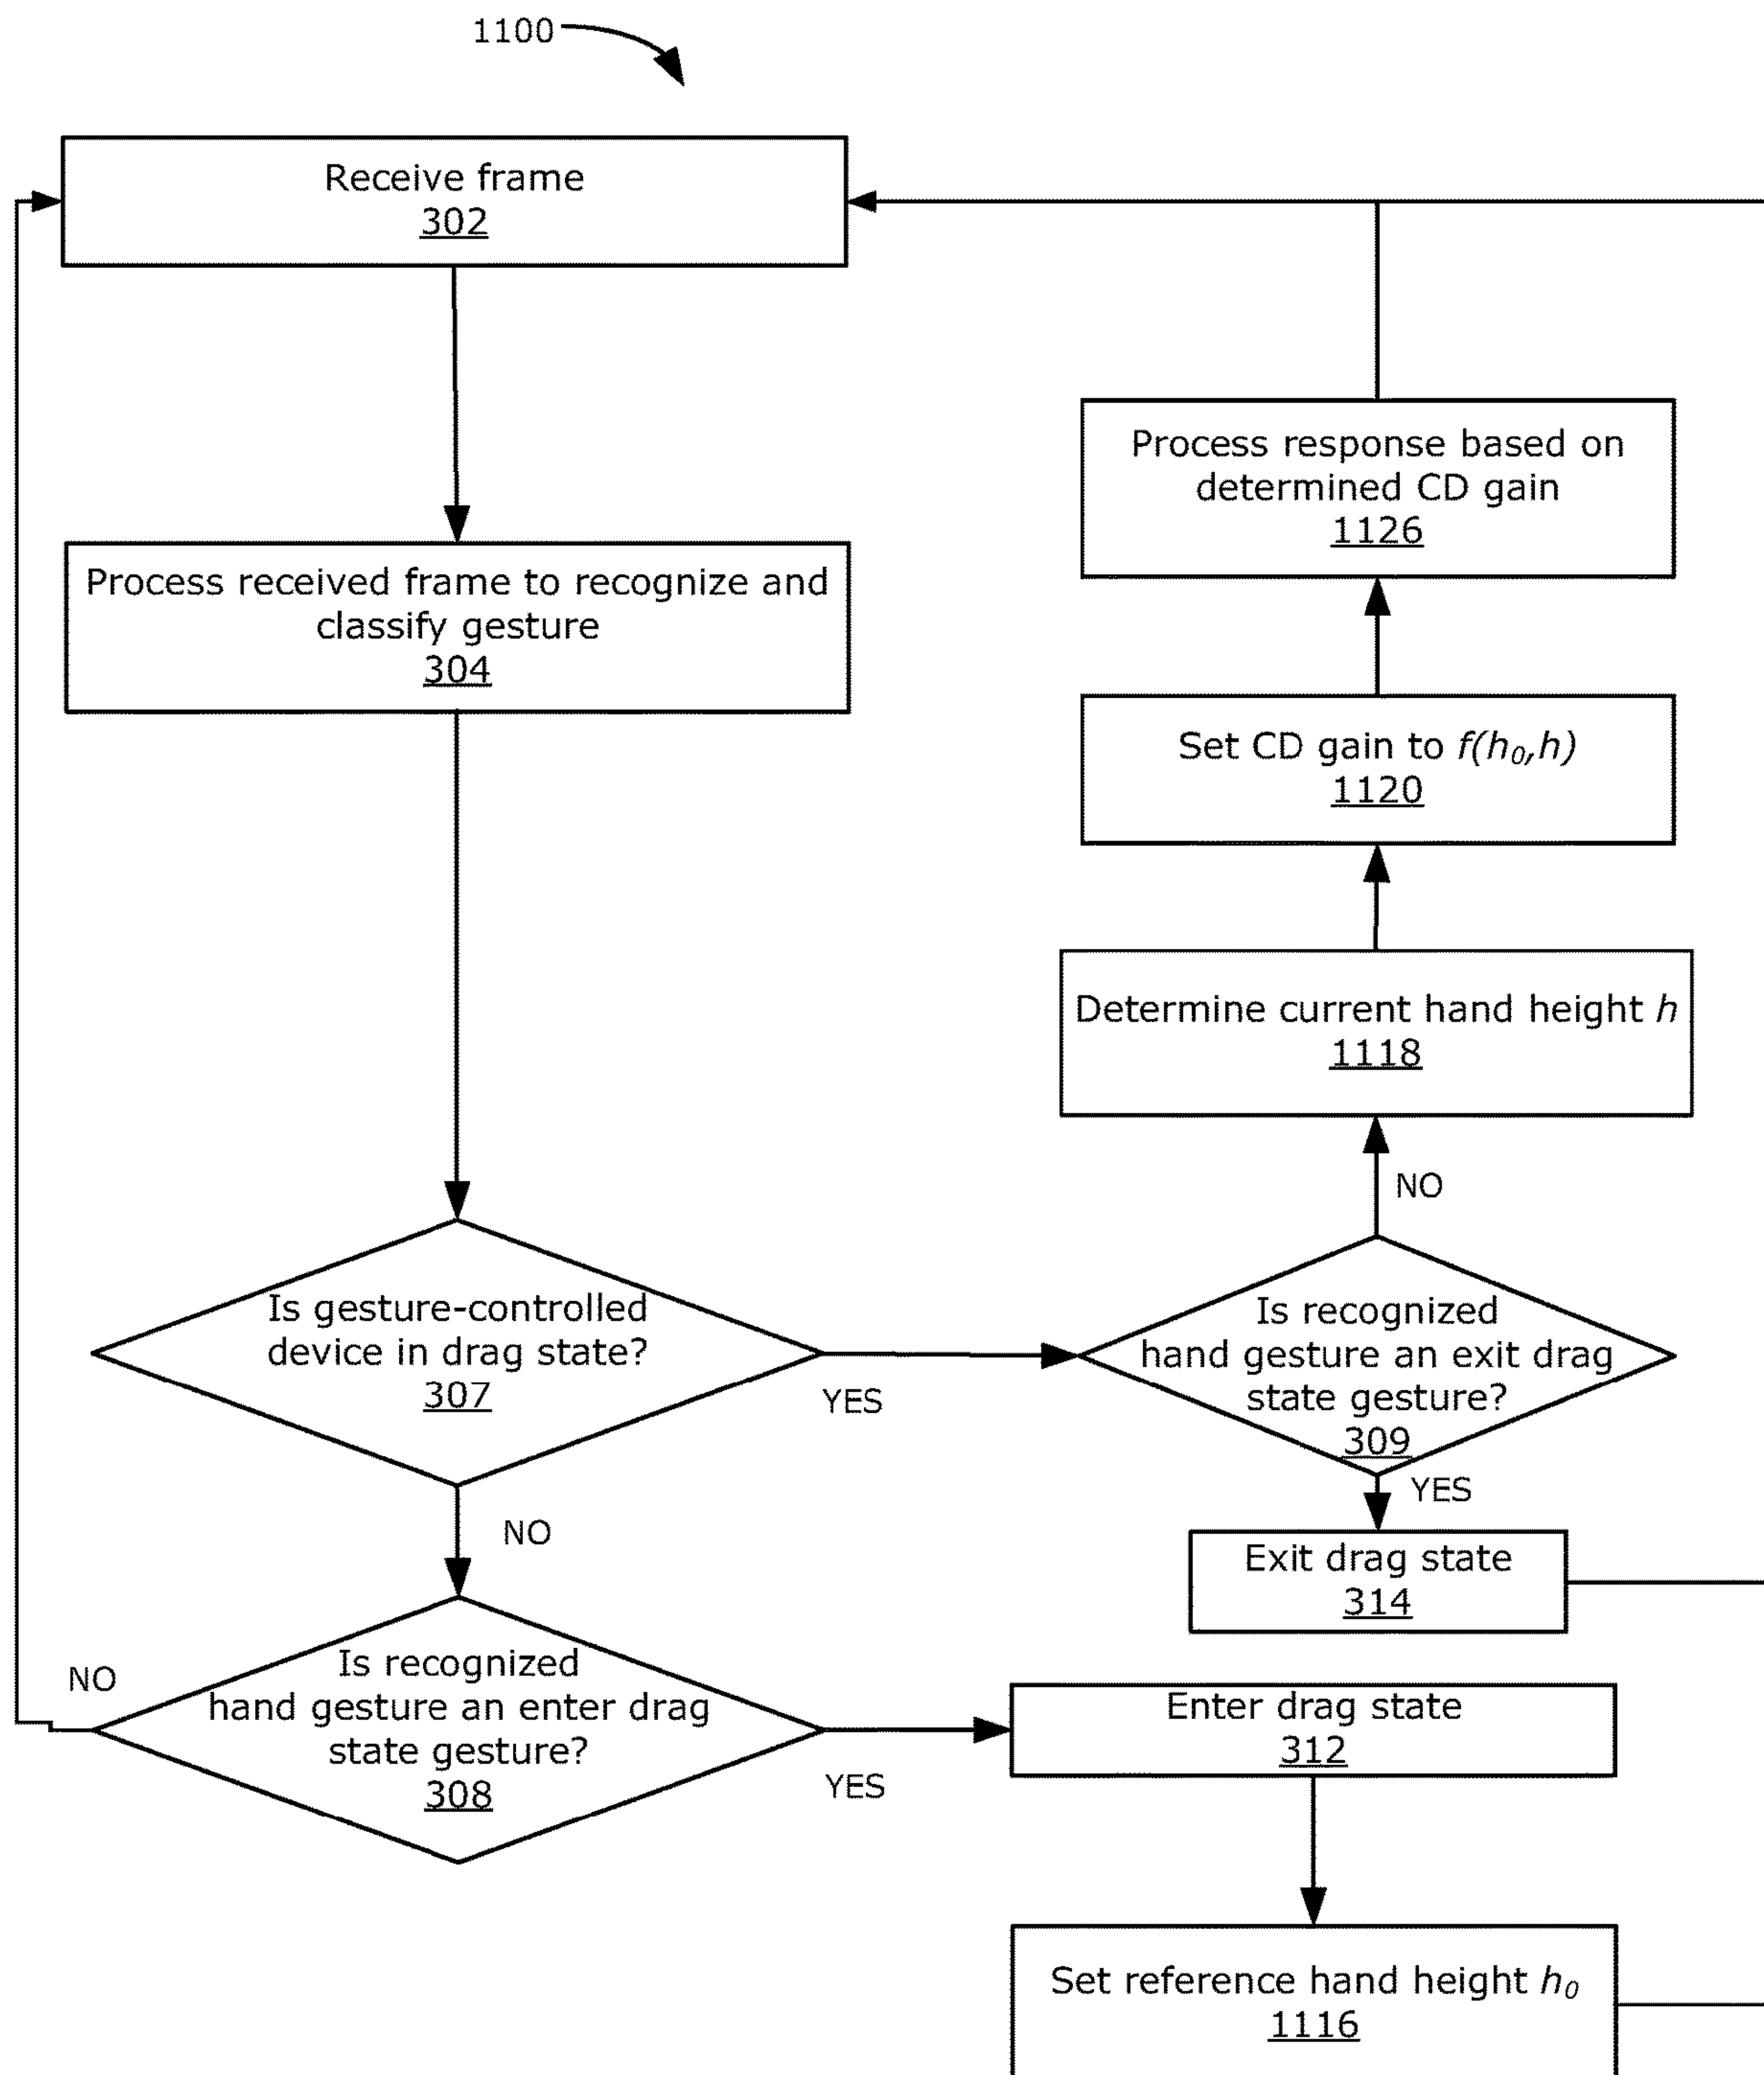 1100
Receive frame
302
Process received frame to recognize and
classify gesture
304
Process response based on
determined CD gain
1126
Set CD gain to f(h₀,h)
1120
Determine current hand height h
1118
NO
Is gesture-controlled
device in drag state?
307
YES
Is recognized
hand gesture an exit drag
state gesture?
309
YES
NO
Exit drag state
314
NO
Is recognized
hand gesture an enter drag
state gesture?
308
YES
Enter drag state
312
Set reference hand height h₀
1116